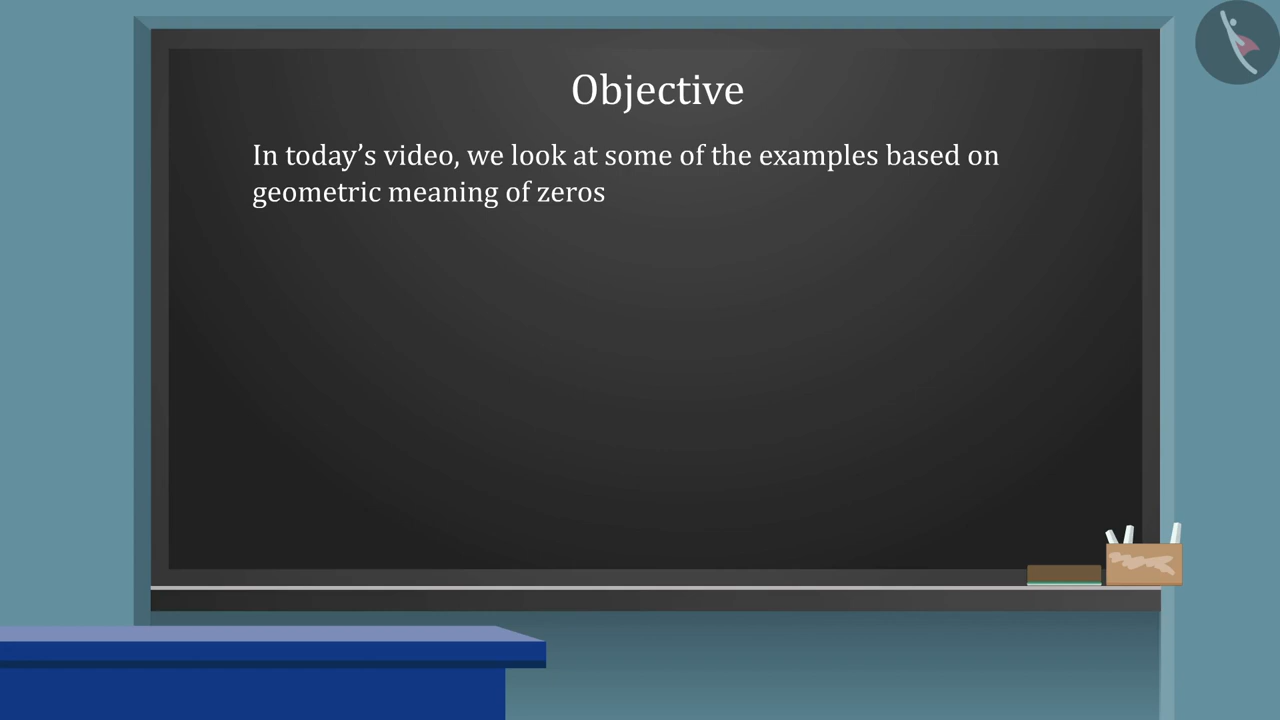 Objective
In today’s video, we look at some of the examples based on
geometric meaning of zeros